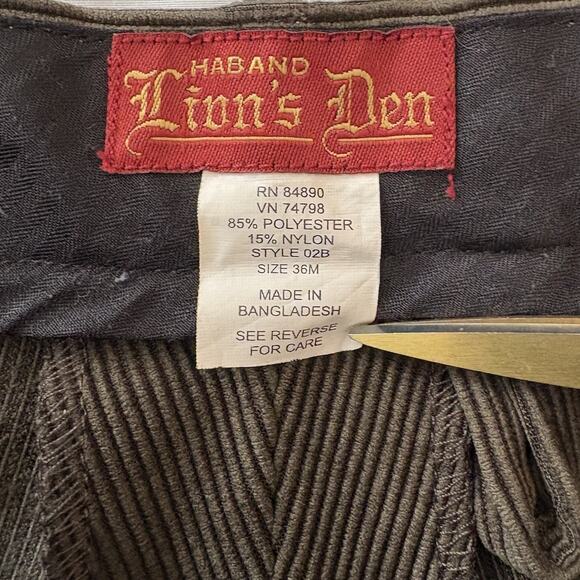 HABAND
Lion's Den
RN 84890
VN 74798
85% POLYESTER
15% NYLON
STYLE 02B
SIZE 36M
MADE IN
BANGLADESH
SEE REVERSE
FOR CARE